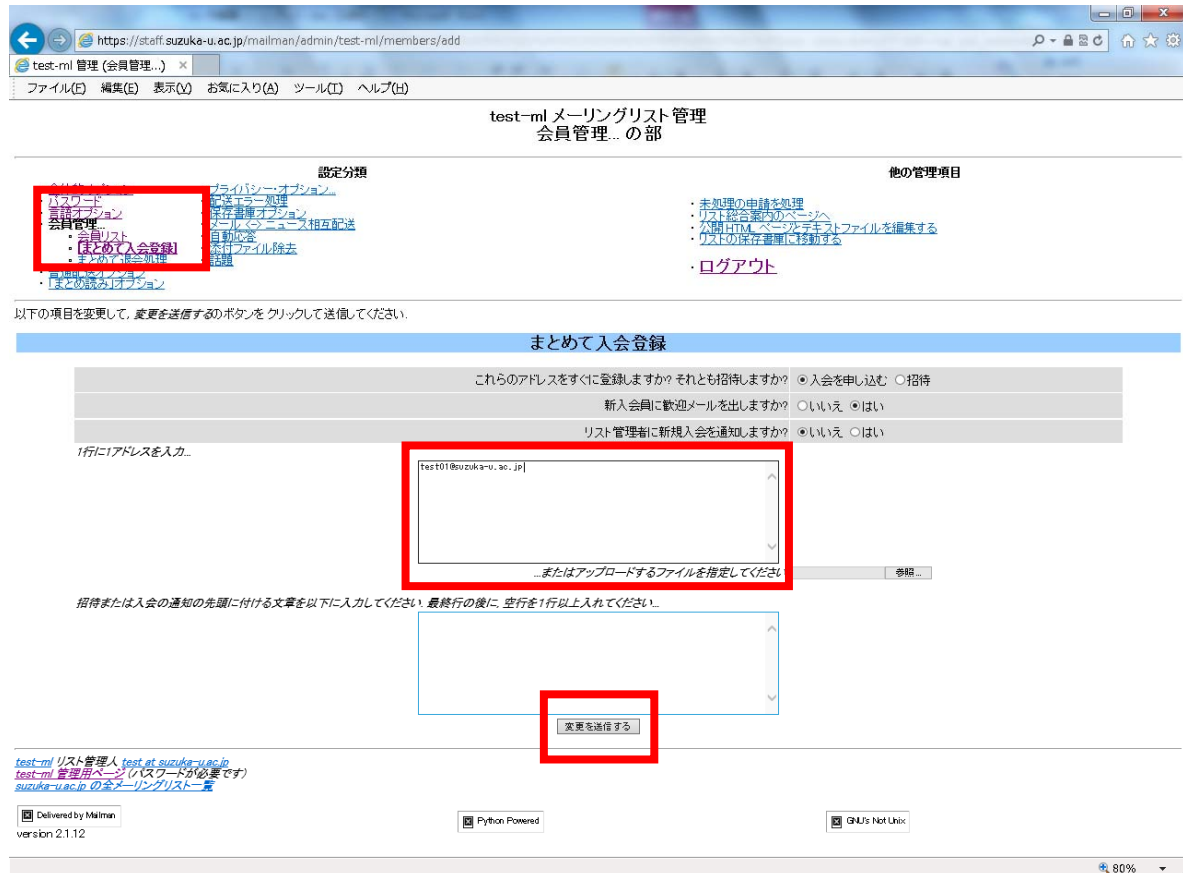 https://staff.suzuka-u.ac.jp/mailman/admin/test-ml/members/add
test-ml 管理 (会員管理...) ×
ファイル(F) 編集(E) 表示(V) お気に入り(A) ツール(T) ヘルプ(H)
test-ml メーリングリスト管理
会員管理... の部
設定分類
・パスワード
・言語オプション
・会員管理...
・会員リスト
・[まとめて入会登録]
・まとめて退会処理
・普通配送オプション
・「まとめ読み」オプション
プライバシー・オプション...
・配送エラー処理
・保存書庫オプション
・メール <-> ニュース相互配送
・自動応答
・添付ファイル除去
・話題
他の管理項目
・未処理の申請を処理
・リスト総合案内のページへ
・公開 HTML ページとテキストファイルを編集する
・リストの保存書庫に移動する
・ログアウト
以下の項目を変更して, 変更を送信するのボタンを クリックして送信してください.
まとめて入会登録
これらのアドレスをすぐに登録しますか? それとも招待しますか? 入会を申し込む 招待
新入会員に歓迎メールを出しますか? いいえ はい
リスト管理者に新規入会を通知しますか? いいえ はい
1行に1アドレスを入力...
test01@suzuka-u.ac.jp
...またはアップロードするファイルを指定してください
参照...
招待または入会の通知の先頭に付ける文章を以下に入力してください. 最終行の後に, 空行を1行以上入れてください...
変更を送信する
test-ml リスト管理人 test at suzuka-u.ac.jp
test-ml 管理用ページ (パスワードが必要です)
suzuka-u.ac.jp の全メーリングリスト一覧
Delivered by Mailman
version 2.1.12
Python Powered
GNU's Not Unix
80%